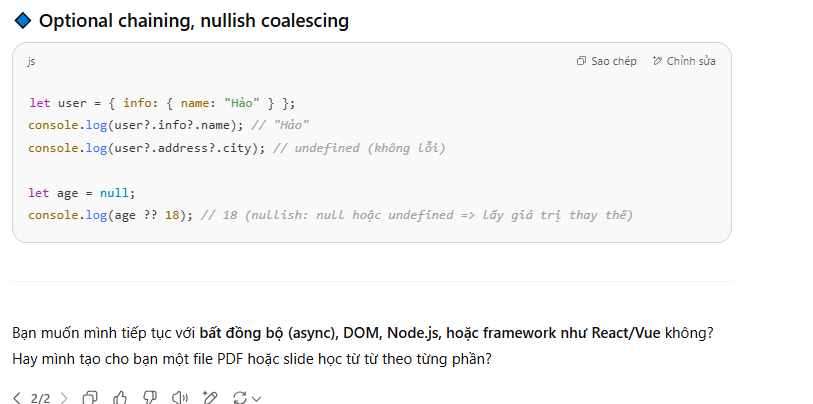 Optional chaining, nullish coalescing
js
Sao chép
Chỉnh sửa
let user = { info: { name: "Hảo" } };
console.log(user?.info?.name); // "Hảo"
console.log(user?.address?.city); // undefined (không lỗi)
let age = null;
console.log(age ?? 18); // 18 (nullish: null hoặc undefined => lấy giá trị thay thế)
Bạn muốn mình tiếp tục với bất đồng bộ (async), DOM, Node.js, hoặc framework như React/Vue không?
Hay mình tạo cho bạn một file PDF hoặc slide học từ từ theo từng phần?
2/2